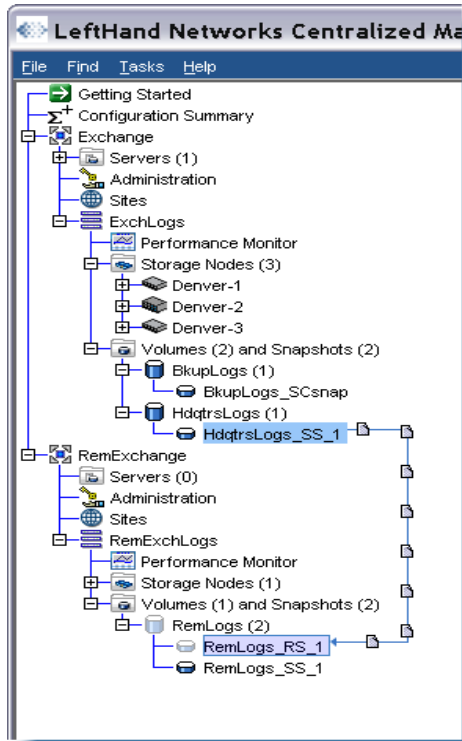 LeftHand Networks Centralized Ma
File Find Tasks Help
Getting Started
Configuration Summary
Exchange
Servers (1)
Administration
Sites
ExchLogs
Performance Monitor
Storage Nodes (3)
Denver-1
Denver-2
Denver-3
Volumes (2) and Snapshots (2)
BkupLogs (1)
BkupLogs_SCsnap
HdqtrsLogs (1)
HdqtrsLogs_SS_1
RemExchange
Servers (0)
Administration
Sites
RemExchLogs
Performance Monitor
Storage Nodes (1)
Volumes (1) and Snapshots (2)
RemLogs (2)
RemLogs_RS_1
RemLogs_SS_1